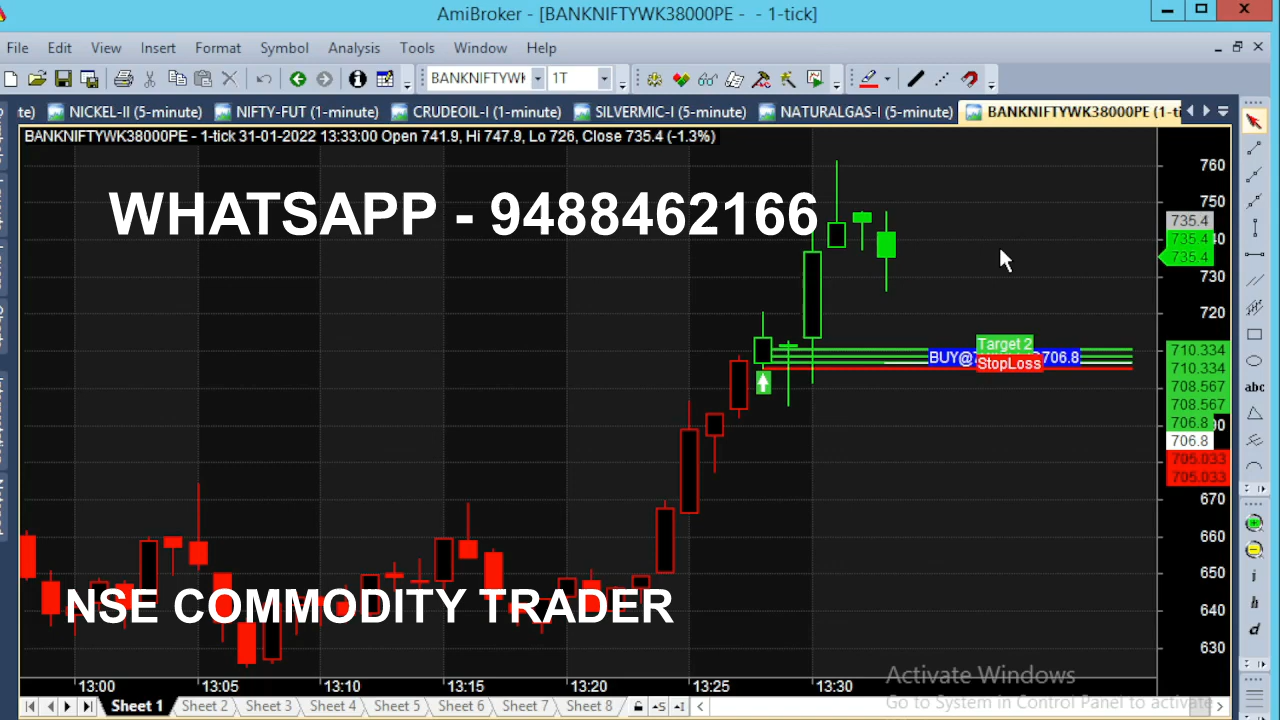 AmiBroker - [BANKNIFTYWK38000PE - - 1-tick]
File Edit View Insert Format Symbol Analysis Tools Window Help
BANKNIFTYWK 1T
NICKEL-II (5-minute) NIFTY-FUT (1-minute) CRUDEOIL-I (5-minute) SILVERMIC-I (5-minute) NATURALGAS-I (5-minute) BANKNIFTYWK38000PE (1-ti
BANKNIFTYWK38000PE - 1-tick 31-01-2022 13:33:00 Open 741.9, Hi 747.9, Lo 726, Close 735.4 (-1.3%)
760
WHATSAPP - 9488462166
750
735.4
735.4
735.4
730
720
Target 2
BUY@ 706.8
StopLoss
710.334
710.334
708.567
708.567
706.8
706.8
705.033
705.033
670
660
650
640
630
NSE COMMODITY TRADER
abc
Activate Windows
Go to System in Control Panel to activate
13:00 13:05 13:10 13:15 13:20 13:25 13:30
Sheet 1 Sheet 2 Sheet 3 Sheet 4 Sheet 5 Sheet 6 Sheet 7 Sheet 8